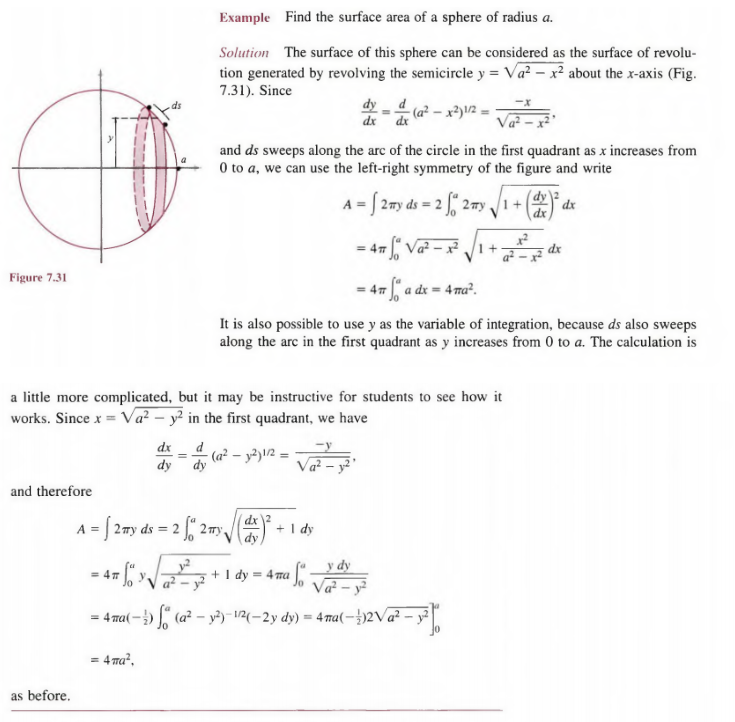 Example Find the surface area of a sphere of radius a.
Solution The surface of this sphere can be considered as the surface of revolu-
tion generated by revolving the semicircle y = √(a² − x²) about the x-axis (Fig.
7.31). Since
dy/dx = d/dx (a² − x²)^{1/2} = −x/√(a² − x²),
and ds sweeps along the arc of the circle in the first quadrant as x increases from
0 to a, we can use the left-right symmetry of the figure and write
A = ∫ 2πy ds = 2 ∫₀ᵃ 2πy √(1 + (dy/dx)²) dx
= 4π ∫₀ᵃ √(a² − x²) √(1 + x²/(a² − x²)) dx
= 4π ∫₀ᵃ a dx = 4πa².
ds
y
a
Figure 7.31
It is also possible to use y as the variable of integration, because ds also sweeps
along the arc in the first quadrant as y increases from 0 to a. The calculation is
a little more complicated, but it may be instructive for students to see how it
works. Since x = √(a² − y²) in the first quadrant, we have
dx/dy = d/dy (a² − y²)^{1/2} = −y/√(a² − y²),
and therefore
A = ∫ 2πy ds = 2 ∫₀ᵃ 2πy √((dx/dy)² + 1) dy
= 4π ∫₀ᵃ y √(y²/(a² − y²) + 1) dy = 4πa ∫₀ᵃ y dy/√(a² − y²)
= 4πa(−½) ∫₀ᵃ (a² − y²)^{−1/2}(−2y dy) = 4πa(−½)2√(a² − y²)]₀ᵃ
= 4πa²,
as before.